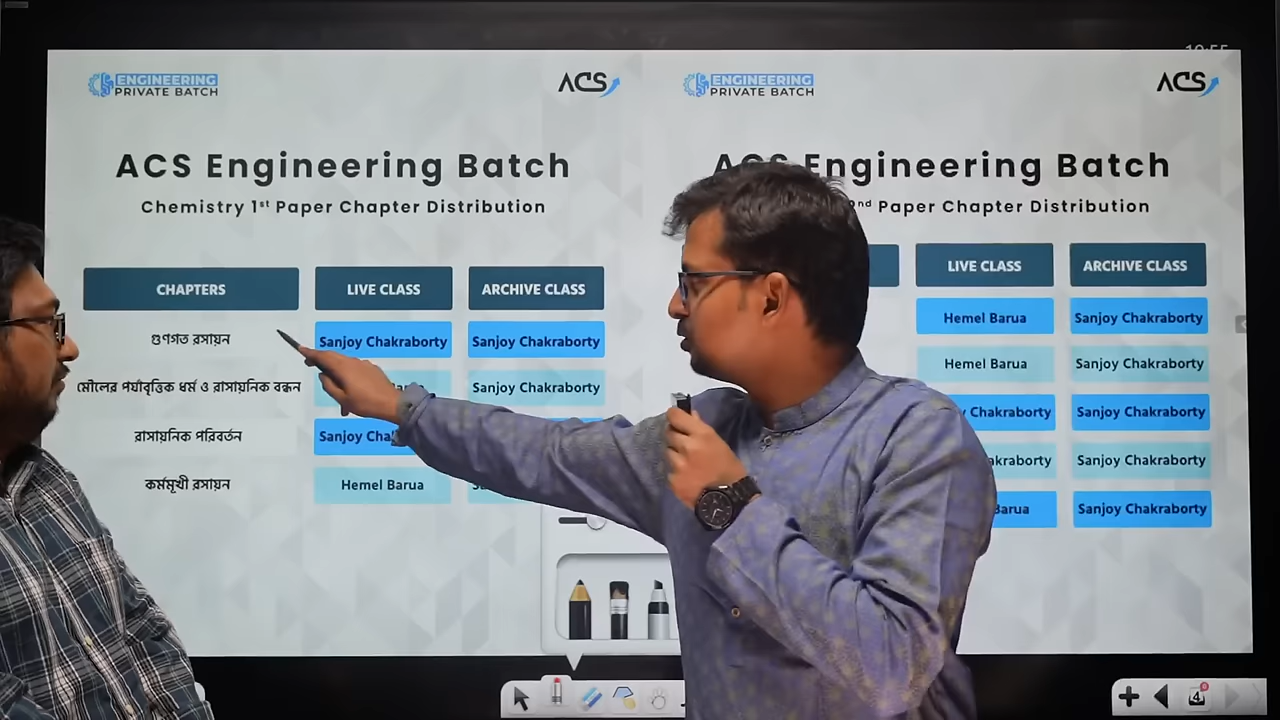 ENGINEERING
PRIVATE BATCH
ACS
ACS Engineering Batch
Chemistry 1st Paper Chapter Distribution
CHAPTERS LIVE CLASS ARCHIVE CLASS
গুণগত রসায়ন Sanjoy Chakraborty Sanjoy Chakraborty
মৌলের পর্যাবৃত্তিক ধর্ম ও রাসায়নিক বন্ধন Sanjoy Chakraborty
রাসায়নিক পরিবর্তন Sanjoy
কর্মমূখী রসায়ন Hemel Barua
ENGINEERING
PRIVATE BATCH
ACS
ACS Engineering Batch
2nd Paper Chapter Distribution
LIVE CLASS ARCHIVE CLASS
Hemel Barua Sanjoy Chakraborty
Hemel Barua Sanjoy Chakraborty
Chakraborty Sanjoy Chakraborty
Sanjoy Chakraborty
Barua Sanjoy Chakraborty
4